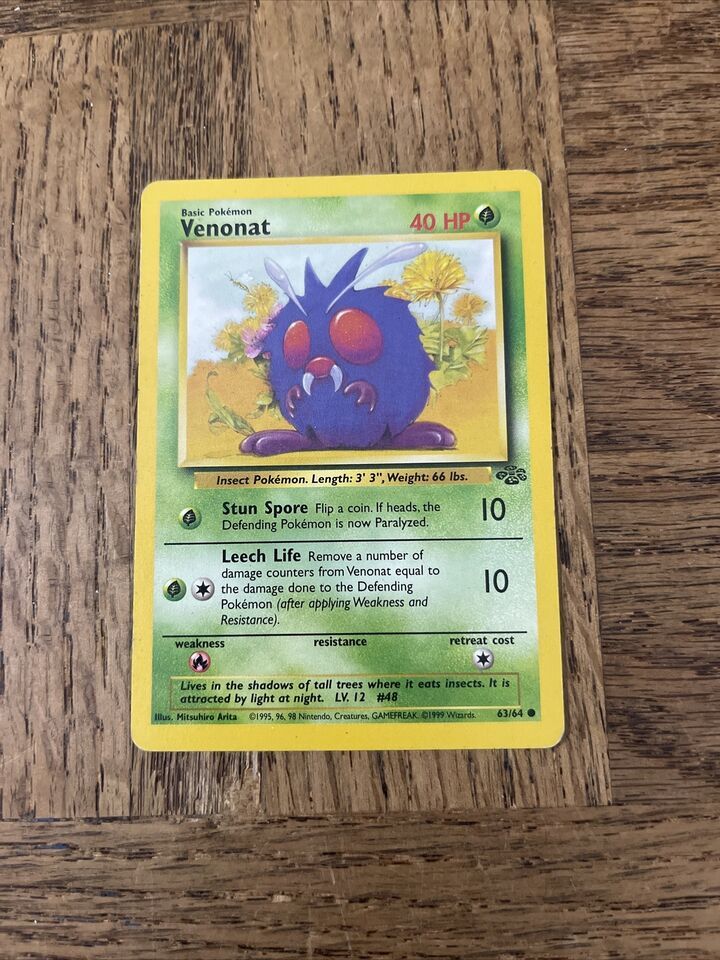 Basic Pokémon
Venonat
40 HP
Insect Pokémon. Length: 3' 3", Weight: 66 lbs.
Stun Spore Flip a coin. If heads, the
Defending Pokémon is now Paralyzed.
10
Leech Life Remove a number of
damage counters from Venonat equal to
the damage done to the Defending
Pokémon (after applying Weakness and
Resistance).
10
weakness
resistance
retreat cost
Lives in the shadows of tall trees where it eats insects. It is
attracted by light at night. LV. 12 #48
Illus. Mitsuhiro Arita ©1995, 96, 98 Nintendo, Creatures, GAMEFREAK. ©1999 Wizards. 63/64